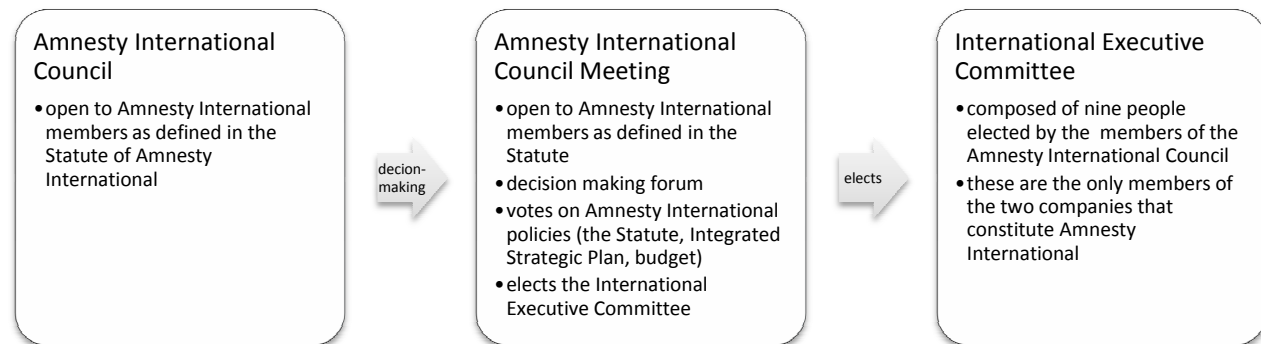 Amnesty International
Council
•open to Amnesty International
members as defined in the
Statute of Amnesty
International
decion-
making
Amnesty International
Council Meeting
•open to Amnesty International
members as defined in the
Statute
•decision making forum
•votes on Amnesty International
policies (the Statute, Integrated
Strategic Plan, budget)
•elects the International
Executive Committee
elects
International Executive
Committee
•composed of nine people
elected by the members of the
Amnesty International Council
•these are the only members of
the two companies that
constitute Amnesty
International